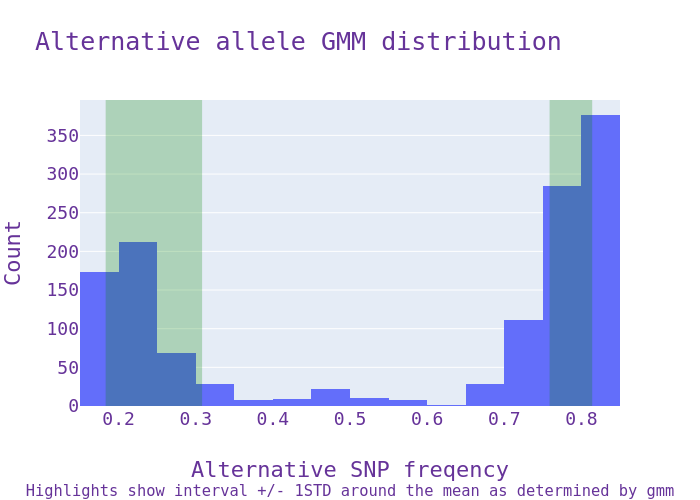 Alternative allele GMM distribution
350
300
250
200
150
100
50
0
Count
0.2 0.3 0.4 0.5 0.6 0.7 0.8
Alternative SNP freqency
Highlights show interval +/- 1STD around the mean as determined by gmm